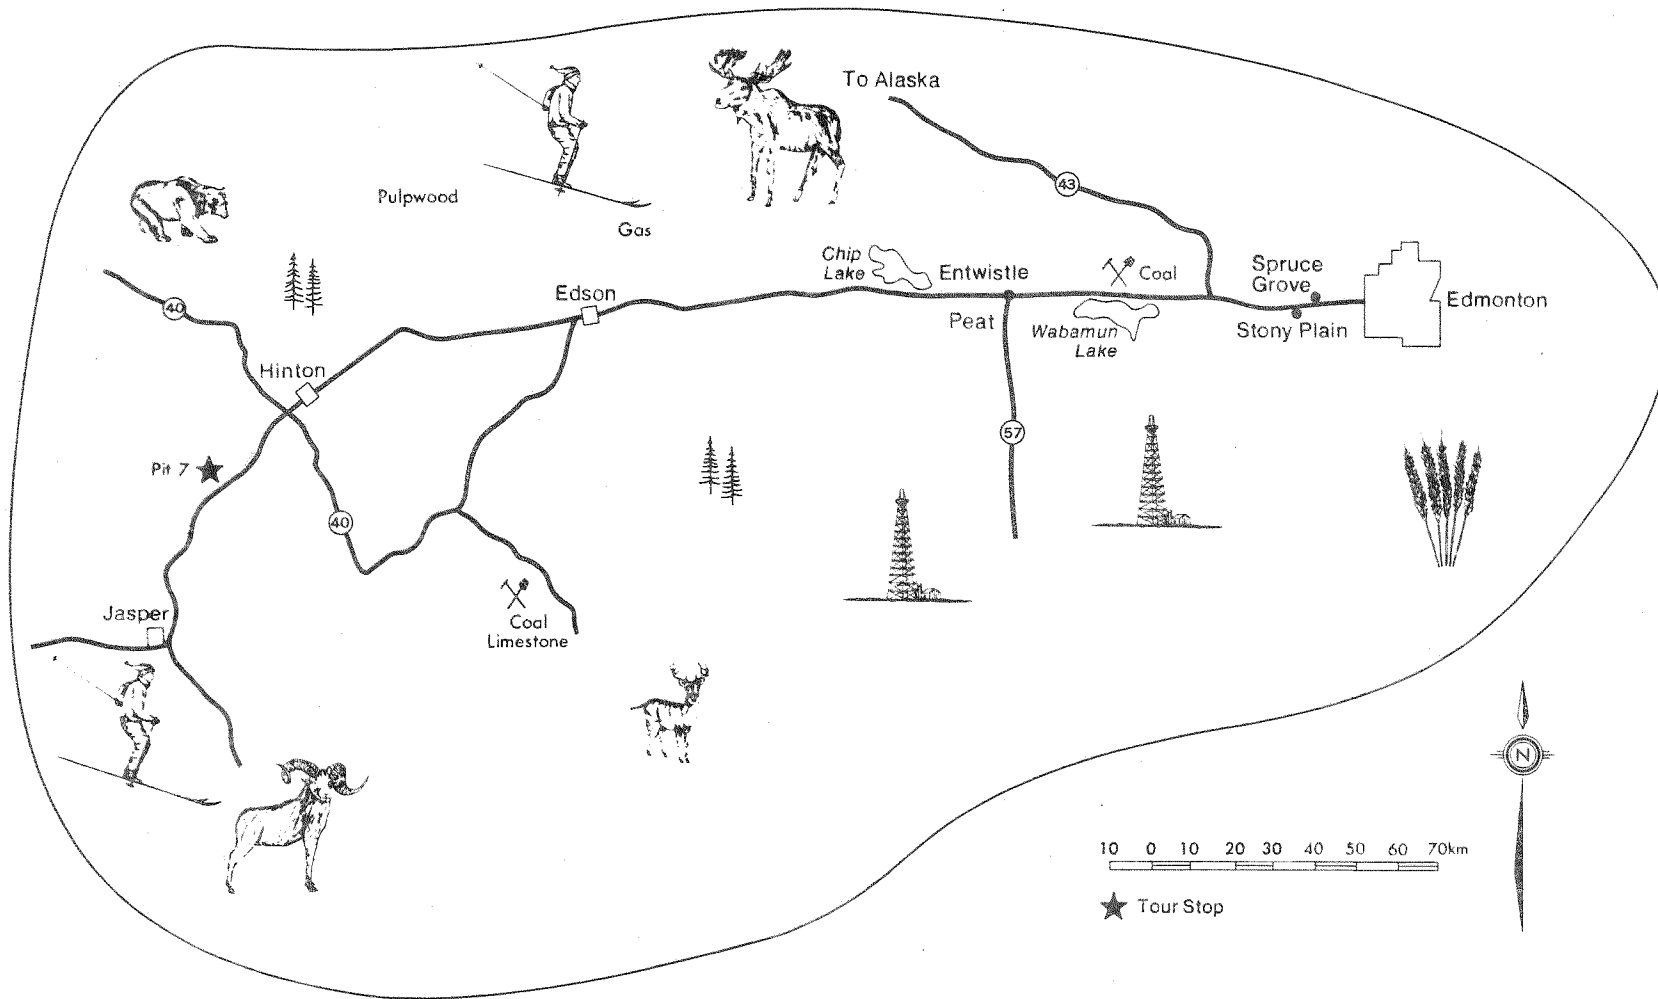 To Alaska
43
Pulpwood
Gas
Chip
Lake
Entwistle
Coal
Spruce
Grove
Edmonton
Edson
40
Peat
Wabamun
Lake
Stony Plain
Hinton
57
Pit 7
40
Jasper
Coal
Limestone
N
10 0 10 20 30 40 50 60 70km
Tour Stop